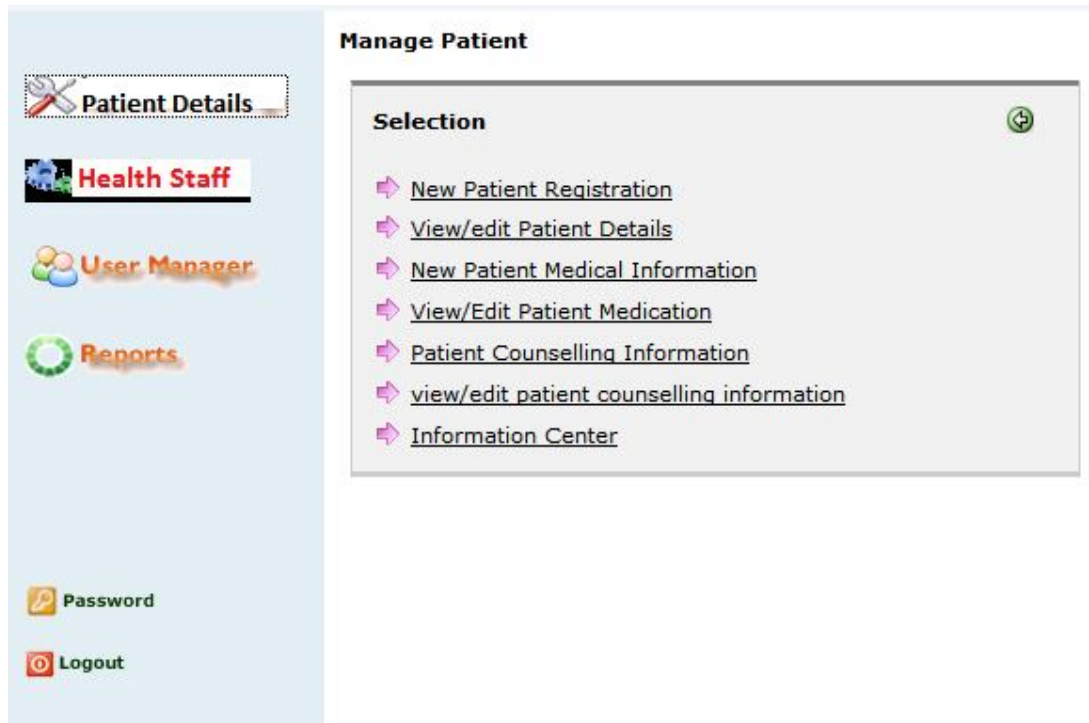 Manage Patient
Patient Details
Health Staff
User Manager
Reports
Password
Logout
Selection
New Patient Registration
View/edit Patient Details
New Patient Medical Information
View/Edit Patient Medication
Patient Counselling Information
view/edit patient counselling information
Information Center